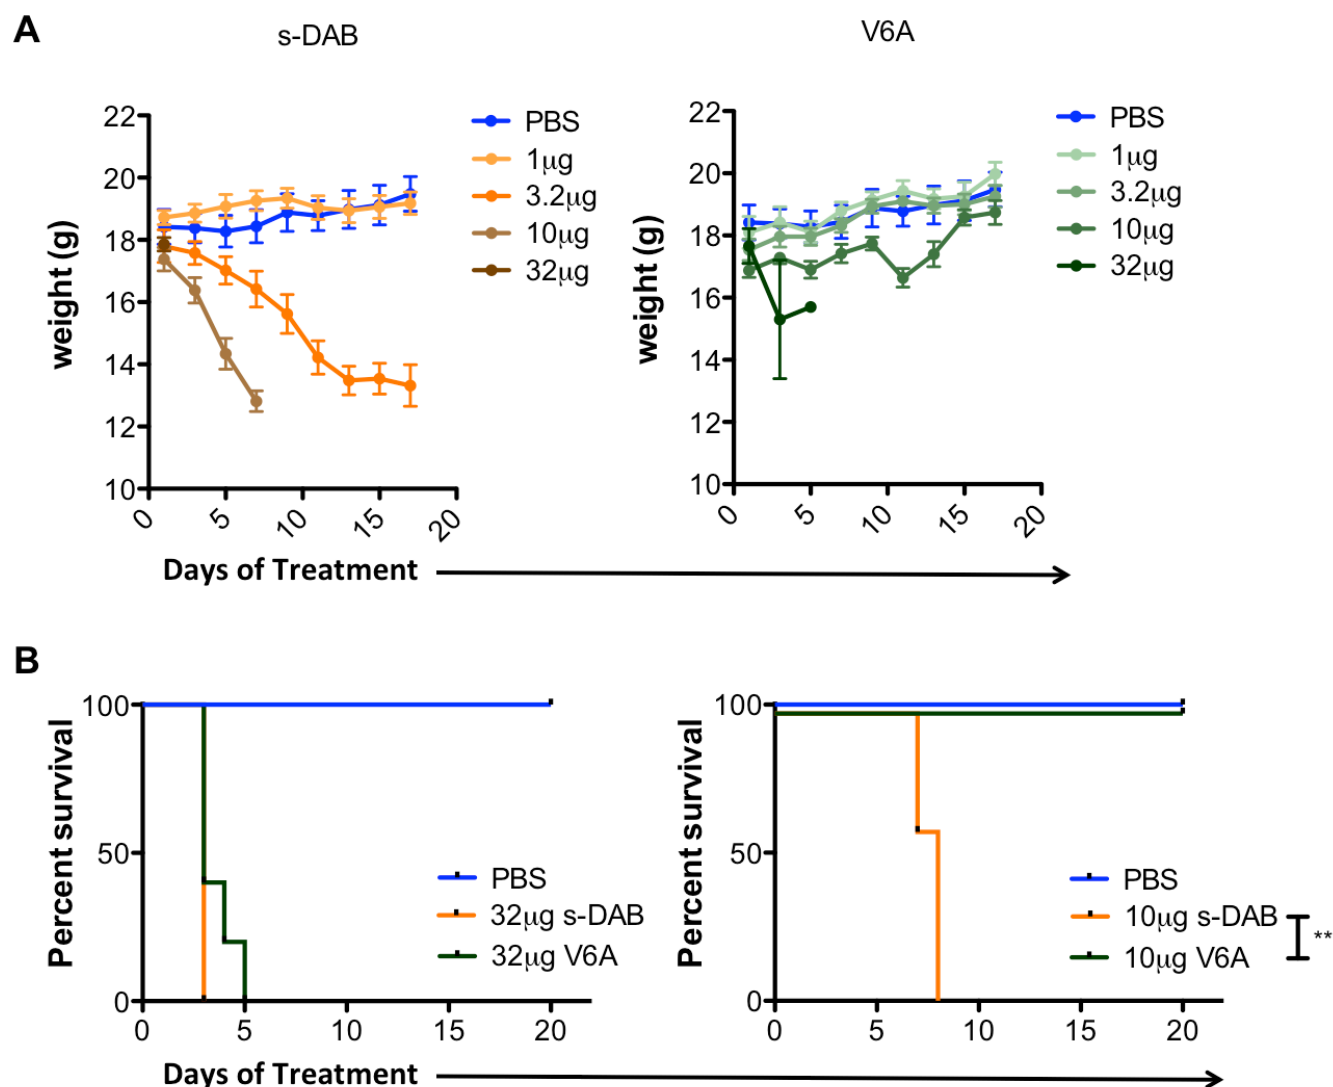 A
s-DAB
V6A
weight (g)
22
20
18
16
14
12
10
0
5
10
15
20
PBS
1μg
3.2μg
10μg
32μg
weight (g)
22
20
18
16
14
12
10
0
5
10
15
20
PBS
1μg
3.2μg
10μg
32μg
Days of Treatment
B
Percent survival
100
50
0
0
5
10
15
20
PBS
32μg s-DAB
32μg V6A
Percent survival
100
50
0
0
5
10
15
20
PBS
10μg s-DAB
10μg V6A
**
Days of Treatment